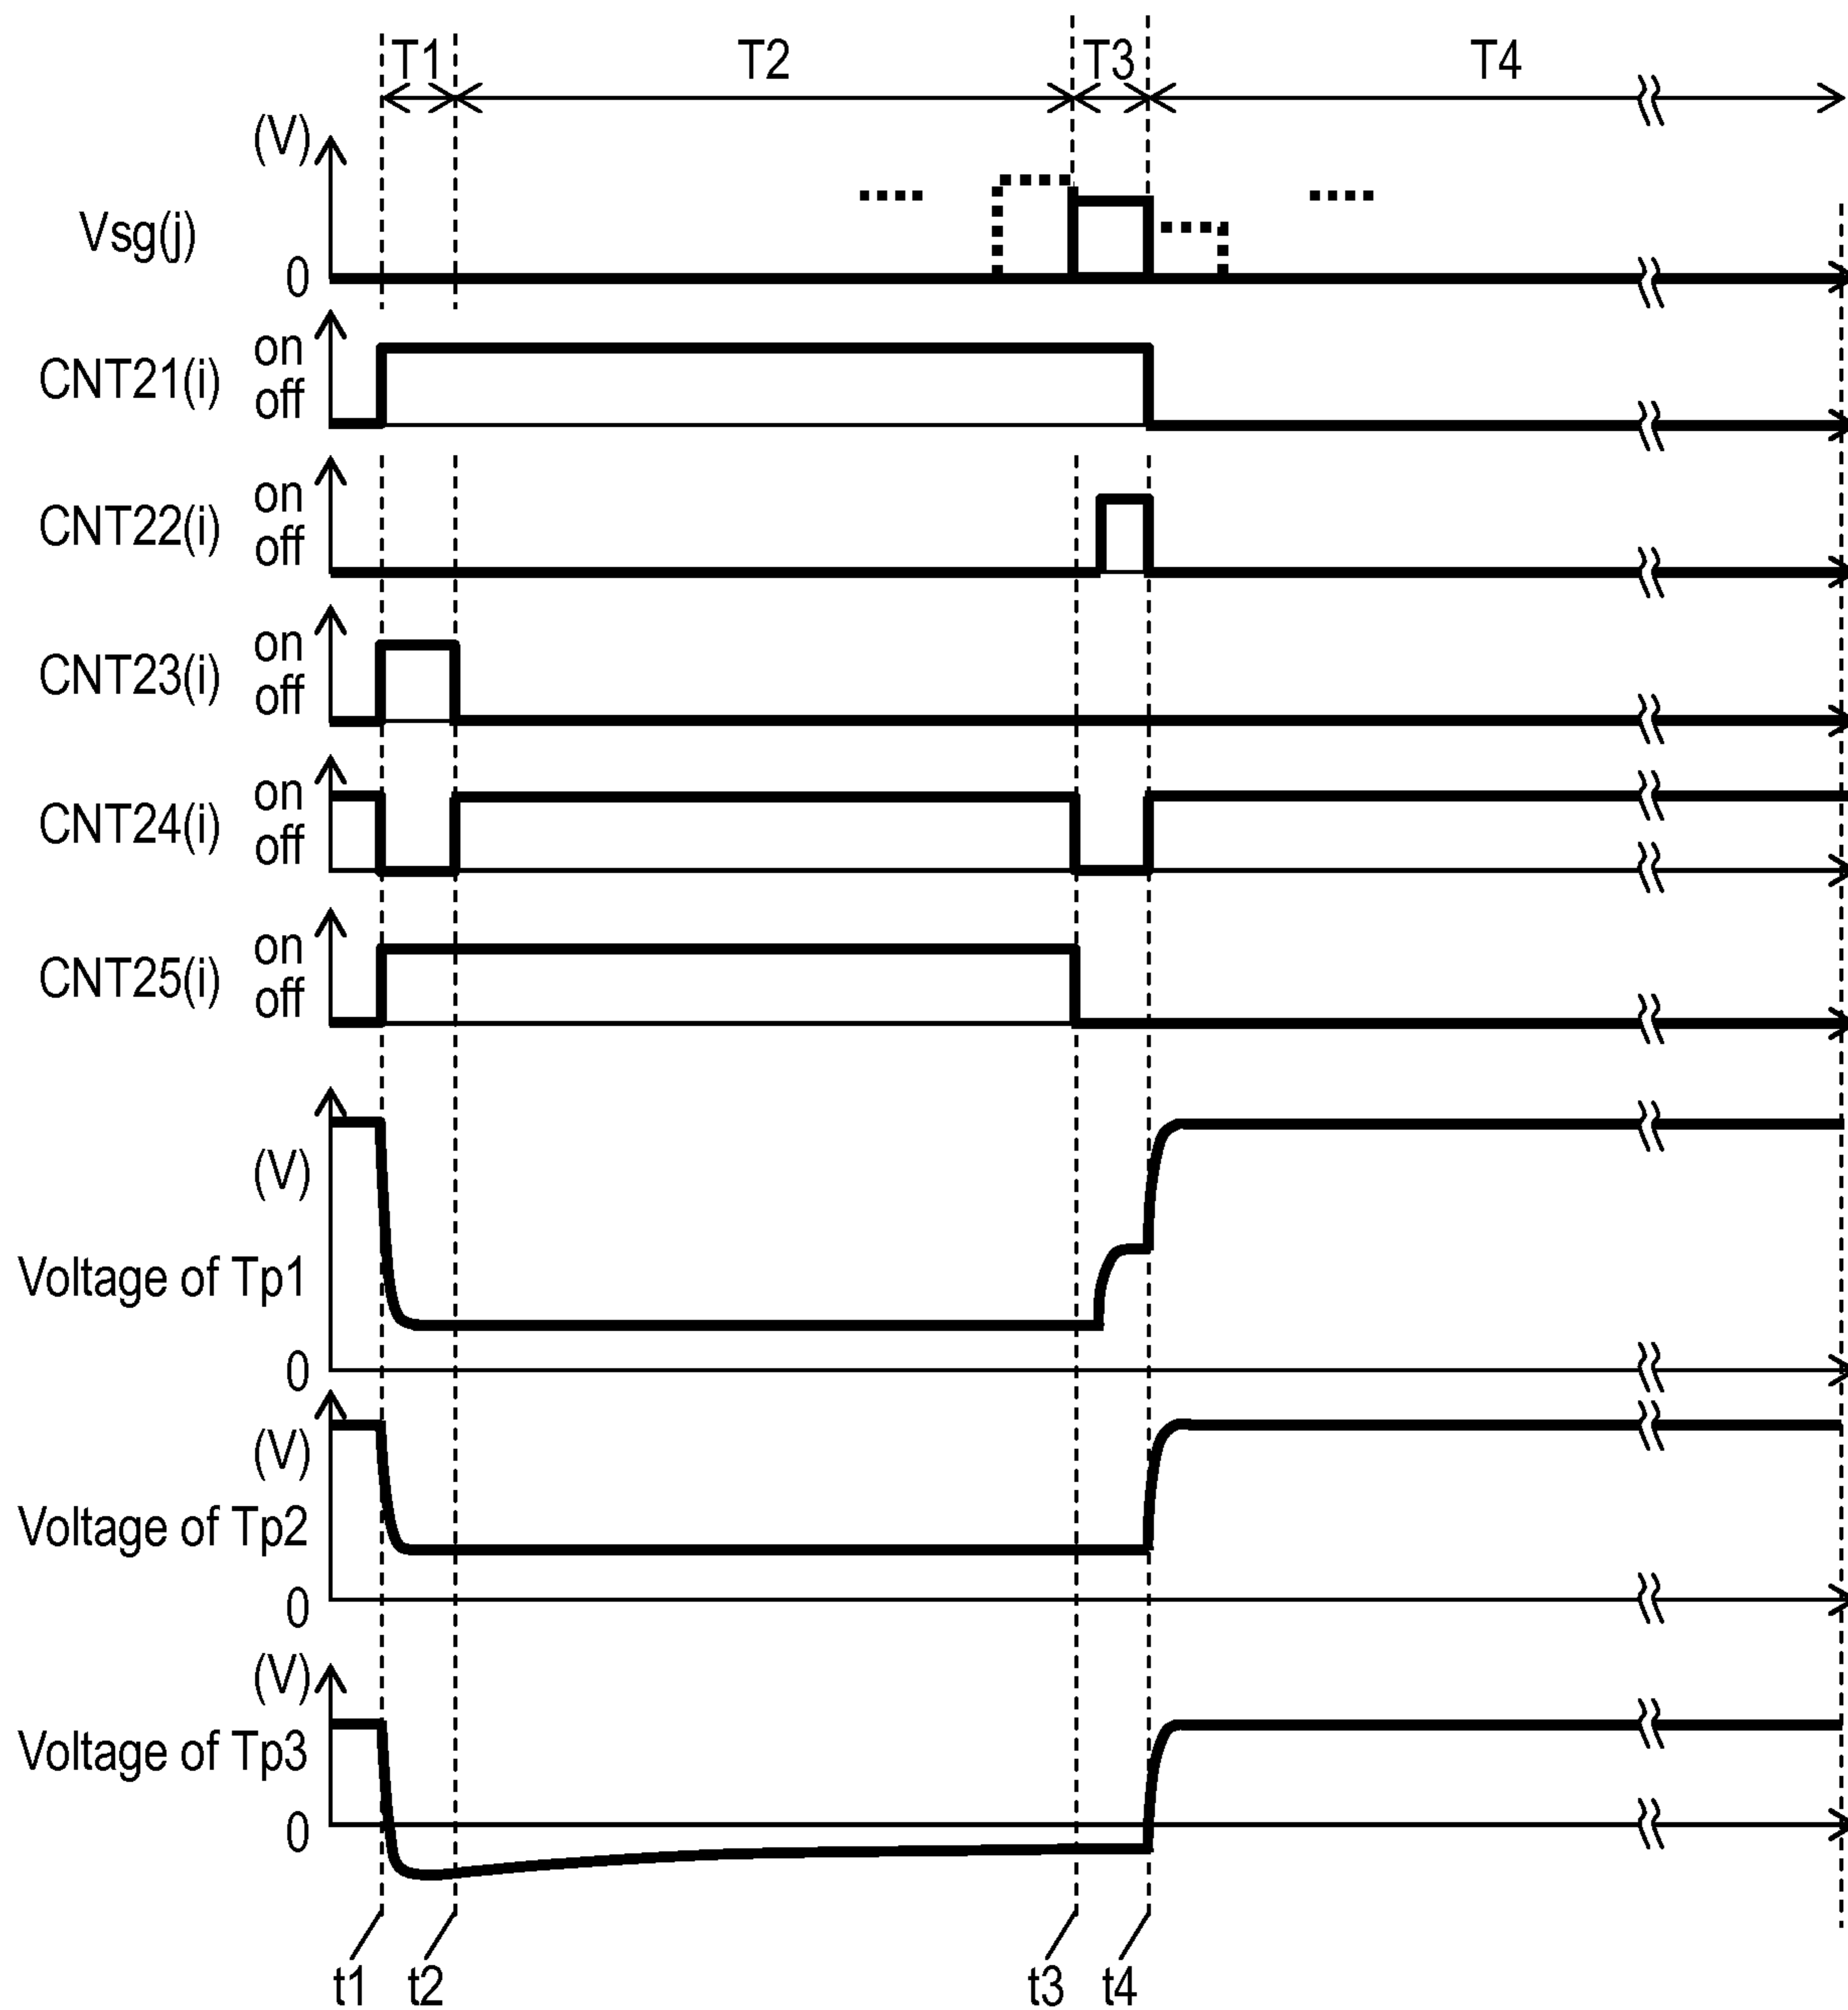 T1 T2 T3 T4
(V)
Vsg(j)
0
on
CNT21(i)
off
on
CNT22(i)
off
on
CNT23(i)
off
on
CNT24(i)
off
on
CNT25(i)
off
(V)
Voltage of Tp1
0
(V)
Voltage of Tp2
0
(V)
Voltage of Tp3
0
t1 t2 t3 t4